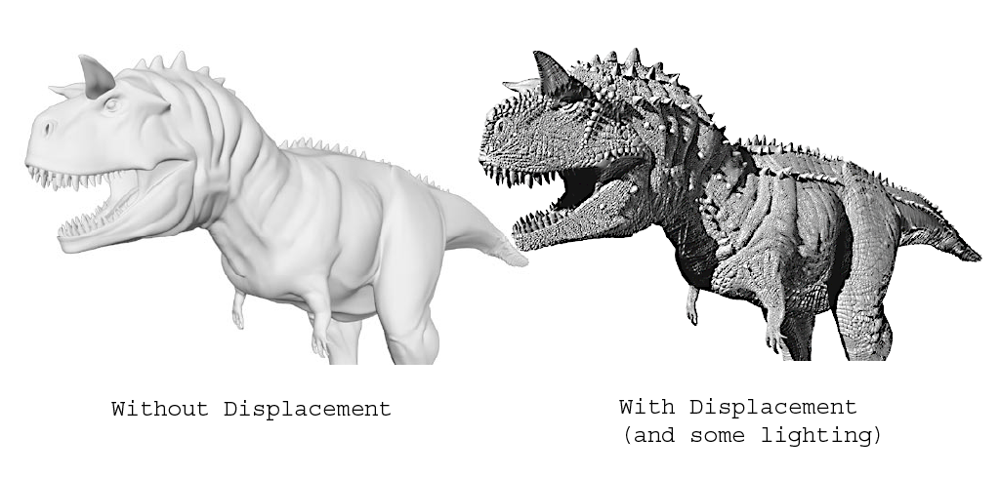 Without Displacement
With Displacement
(and some lighting)